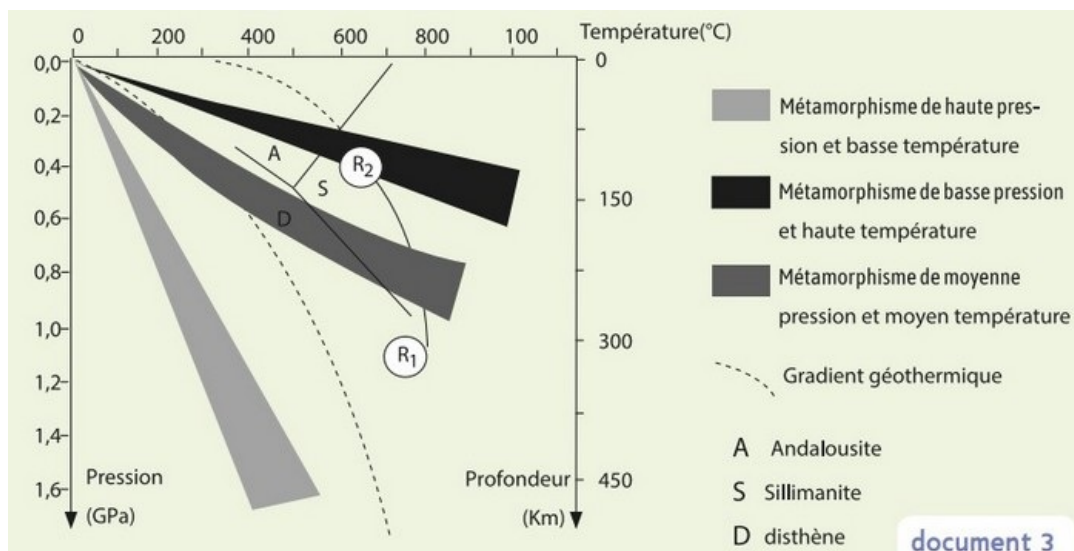 0 200 400 600 800 100 Température(°C)
0,0
0,2
0,4
0,6
0,8
1,0
1,2
1,4
1,6
Pression
(GPa)
0
150
300
450
Profondeur
(Km)
A
S
D
R2
R1
Métamorphisme de haute pres-
sion et basse température
Métamorphisme de basse pression
et haute température
Métamorphisme de moyenne
pression et moyen température
Gradient géothermique
A Andalousite
S Sillimanite
D disthène
document 3